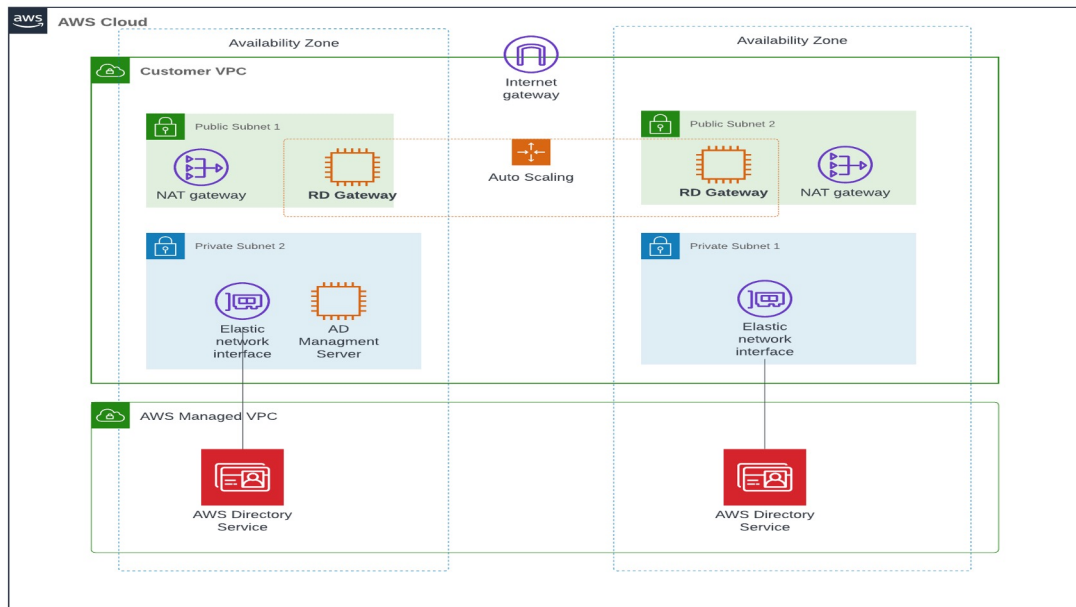 aws
AWS Cloud
Availability Zone
Availability Zone
Customer VPC
Internet
gateway
Public Subnet 1
Public Subnet 2
NAT gateway
RD Gateway
Auto Scaling
RD Gateway
NAT gateway
Private Subnet 2
Private Subnet 1
Elastic
network
interface
AD
Managment
Server
Elastic
network
interface
AWS Managed VPC
AWS Directory
Service
AWS Directory
Service